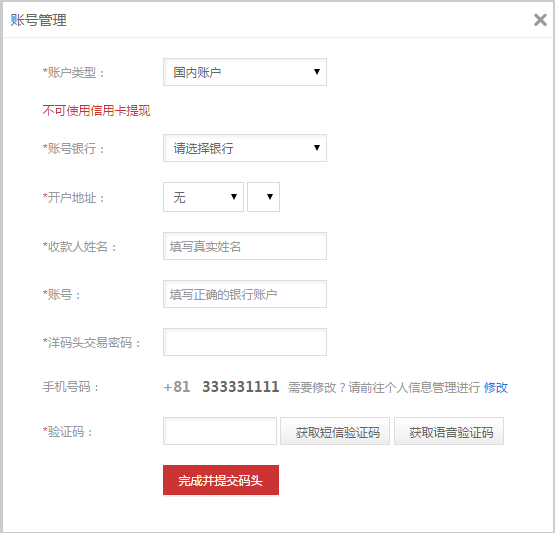 账号管理
*账户类型： 国内账户
不可使用信用卡提现
*账号银行： 请选择银行
*开户地址： 无
*收款人姓名： 填写真实姓名
*账号： 填写正确的银行账户
*洋码头交易密码：
手机号码： +81 333331111 需要修改？请前往个人信息管理进行 修改
*验证码： 获取短信验证码 获取语音验证码
完成并提交码头